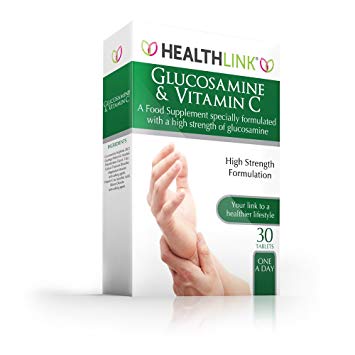 HEALTHLINK®
GLUCOSAMINE
& VITAMIN C
A Food Supplement specially formulated
with a high strength of glucosamine
High Strength
Formulation
Your link to a
healthier lifestyle
30
TABLETS
ONE
A DAY
INGREDIENTS